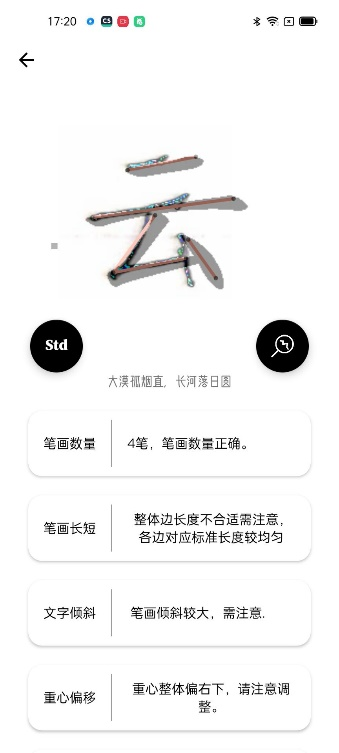 17:20
云
Std
大漠孤烟直，长河落日圆
笔画数量
4笔，笔画数量正确。
笔画长短
整体边长度不合适需注意，
各边对应标准长度较均匀
文字倾斜
笔画倾斜较大，需注意.
重心偏移
重心整体偏右下，请注意调
整。